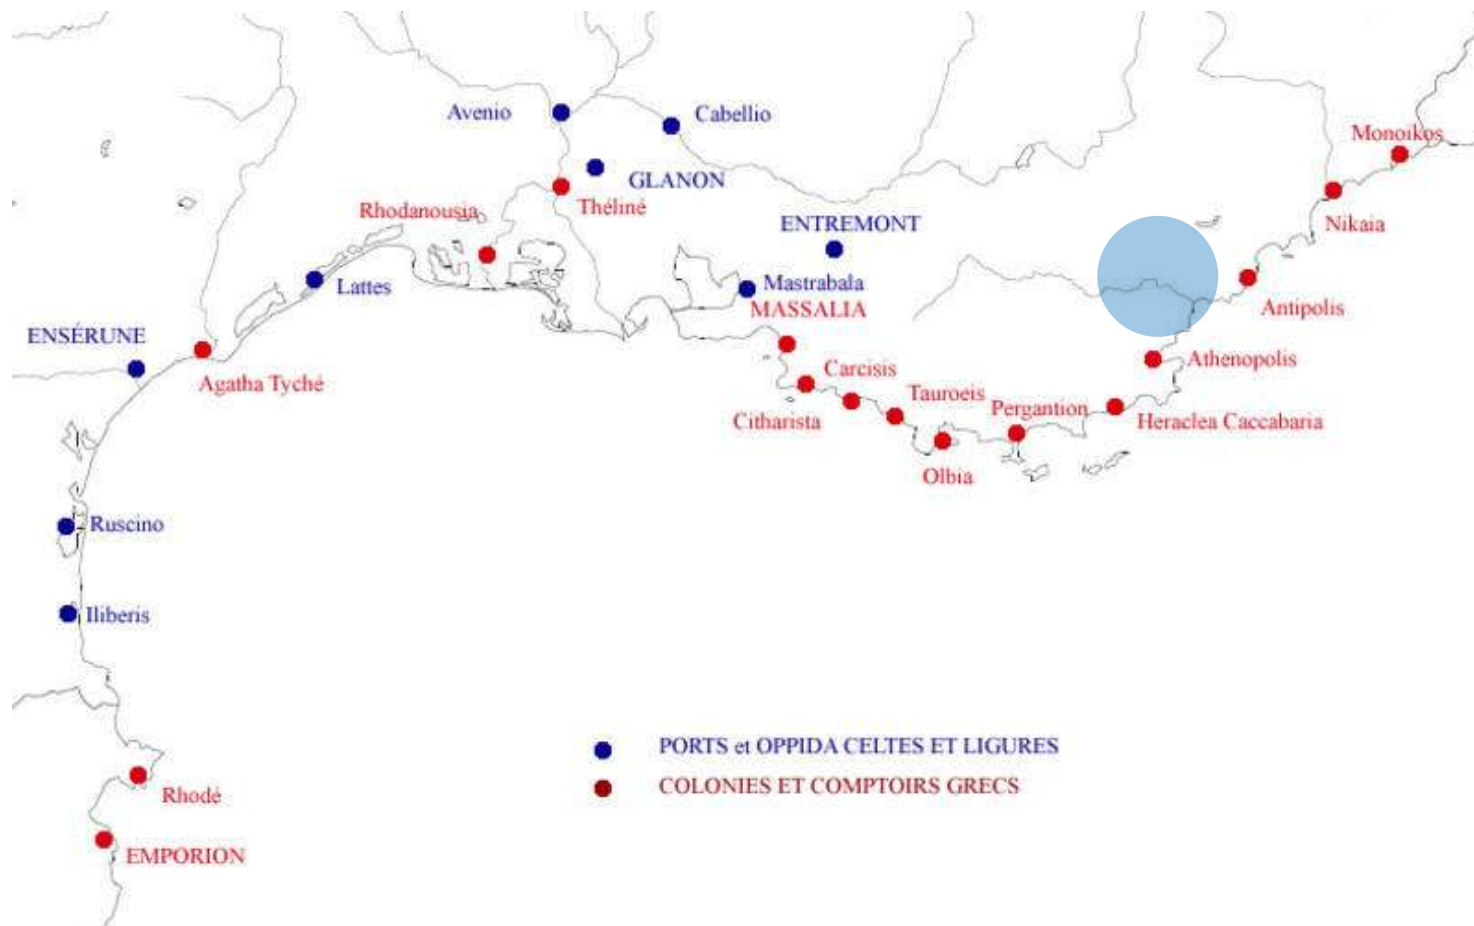 Avenio
Cabellio
Monoikos
GLANON
Théliné
Rhodanousia
Nikaia
ENTREMONT
Lattes
Mastrabala
MASSALIA
Antipolis
ENSÉRUNE
Agatha Tyché
Athenopolis
Carcisis
Tauroeis
Pergantion
Citharista
Heraclea Caccabaria
Olbia
Ruscino
Iliberis
PORTS et OPPIDA CELTES ET LIGURES
COLONIES ET COMPTOIRS GRECS
Rhodé
EMPORION